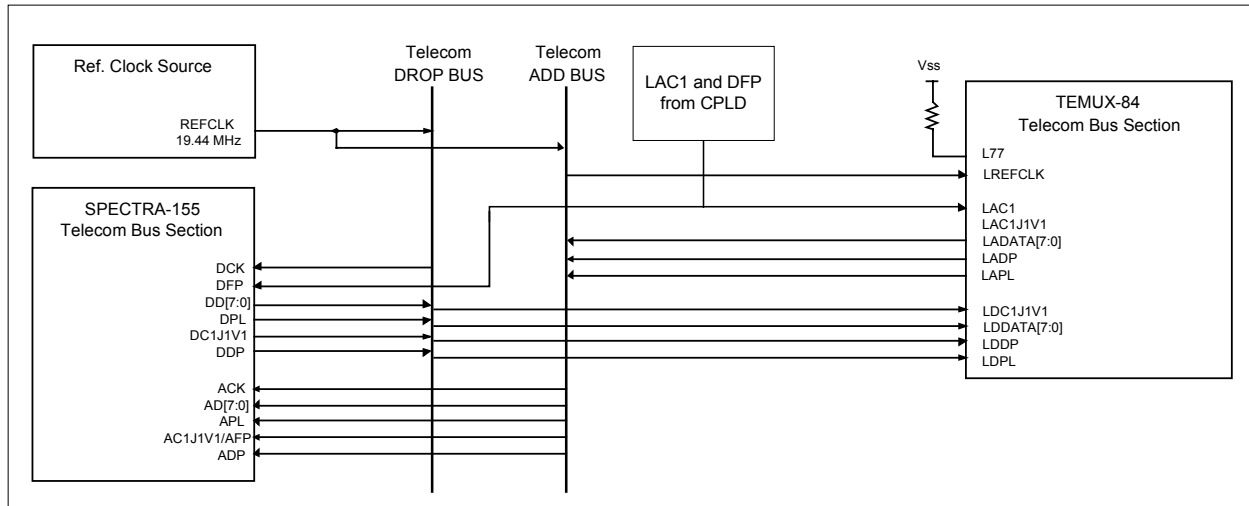 Ref. Clock Source
REFCLK
19.44 MHz
Telecom
DROP BUS
Telecom
ADD BUS
LAC1 and DFP
from CPLD
Vss
TEMUX-84
Telecom Bus Section
L77
LREFCLK
LAC1
LAC1J1V1
LADATA[7:0]
LADP
LAPL
LDC1J1V1
LDDATA[7:0]
LDDP
LDPL
SPECTRA-155
Telecom Bus Section
DCK
DFP
DD[7:0]
DPL
DC1J1V1
DDP
ACK
AD[7:0]
APL
AC1J1V1/AFP
ADP